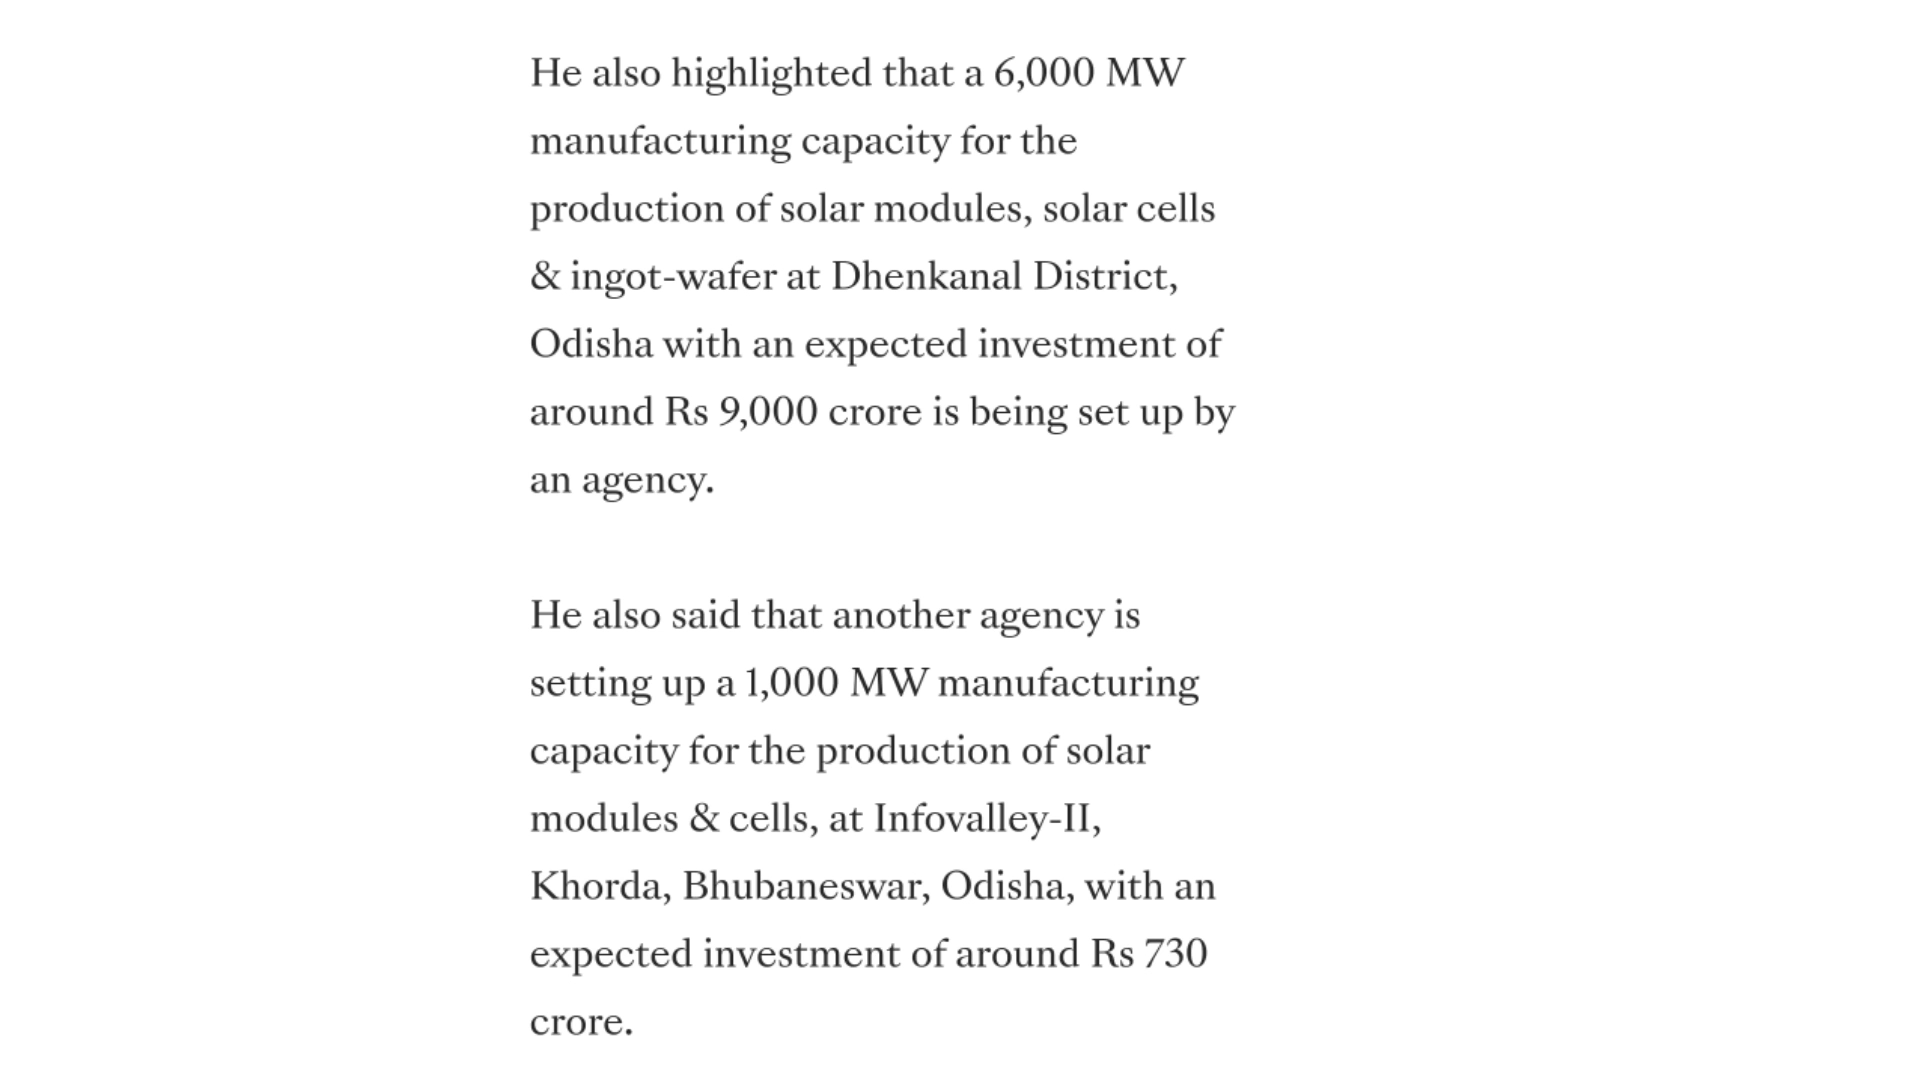 He also highlighted that a 6,000 MW
manufacturing capacity for the
production of solar modules, solar cells
& ingot-wafer at Dhenkanal District,
Odisha with an expected investment of
around Rs 9,000 crore is being set up by
an agency.
He also said that another agency is
setting up a 1,000 MW manufacturing
capacity for the production of solar
modules & cells, at Infovalley-II,
Khorda, Bhubaneswar, Odisha, with an
expected investment of around Rs 730
crore.